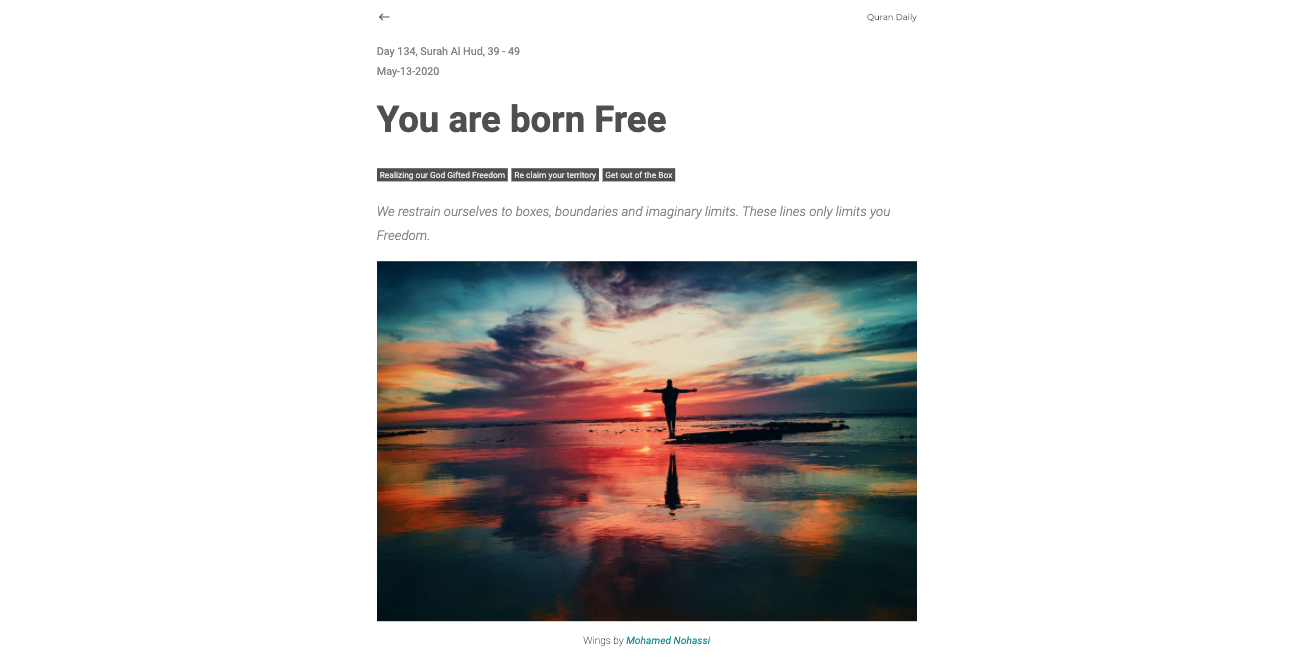 Quran Daily
Day 134, Surah Al Hud, 39 - 49
May-13-2020
You are born Free
Realizing our God Gifted Freedom Re claim your territory Get out of the Box
We restrain ourselves to boxes, boundaries and imaginary limits. These lines only limits you
Freedom.
Wings by Mohamed Nohassi